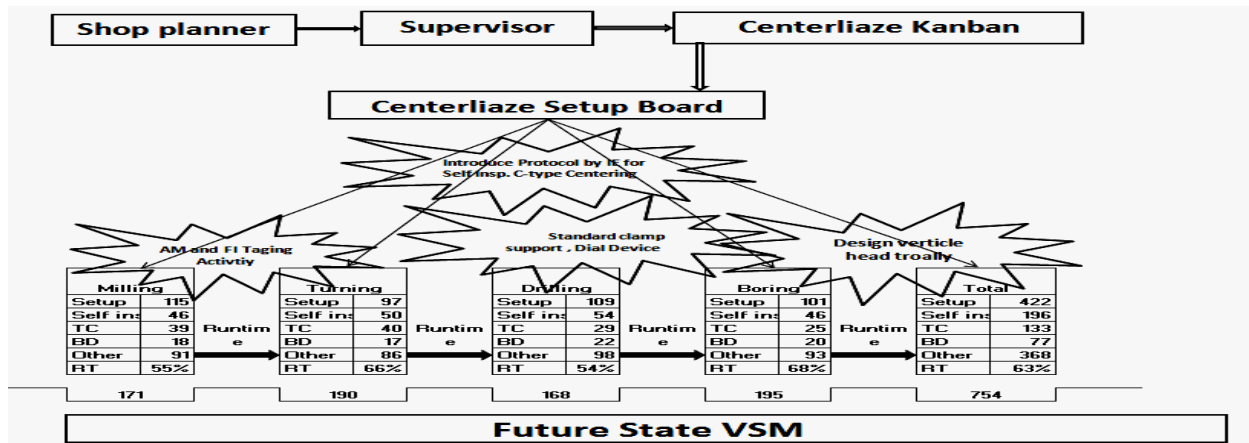 Shop planner
Supervisor
Centerliaze Kanban
Centerliaze Setup Board
Introduce Protocol by IE for
Self Insp. C-type Centering
AM and FI Taging
Activtiy
Standard clamp
support , Dial Device
Design verticle
head troally
Milling
Setup 115
Self ins 46
TC 39
BD 18
Other 91
RT 55%
Runtim
e
Turning
Setup 97
Self ins 50
TC 40
BD 17
Other 86
RT 66%
Runtim
e
Drilling
Setup 109
Self ins 54
TC 29
BD 22
Other 98
RT 54%
Runtim
e
Boring
Setup 101
Self ins 46
TC 25
BD 20
Other 93
RT 68%
Runtim
e
Total
Setup 422
Self ins 196
TC 133
BD 77
Other 368
RT 63%
171 190 168 195 754
Future State VSM